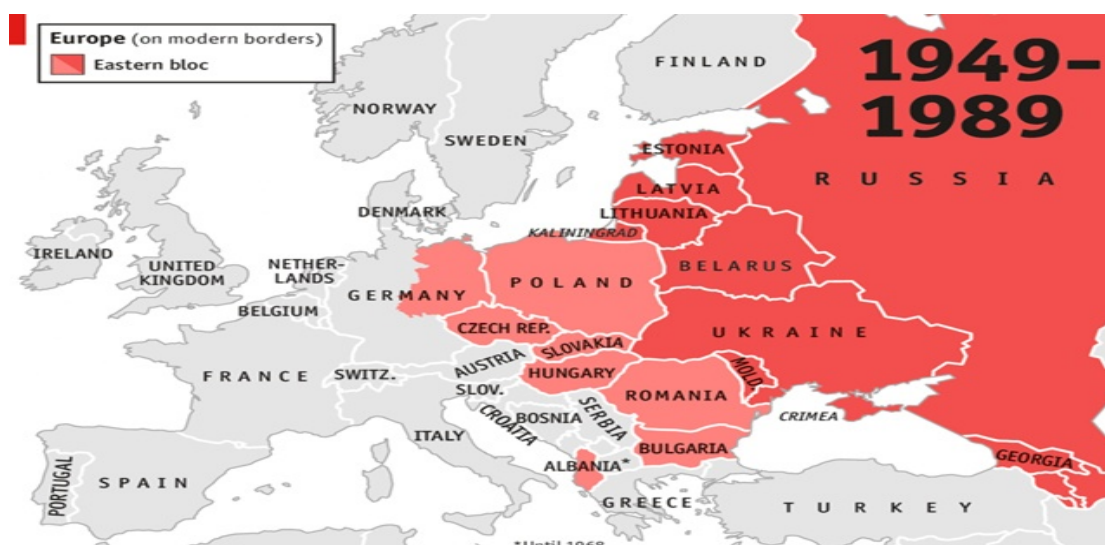 Europe (on modern borders)
Eastern bloc
1949–
1989
FINLAND
NORWAY
SWEDEN
ESTONIA
RUSSIA
LATVIA
DENMARK
LITHUANIA
KALININGRAD
IRELAND
UNITED
KINGDOM
NETHER-
LANDS
BELARUS
POLAND
GERMANY
BELGIUM
CZECH REP.
UKRAINE
SLOVAKIA
AUSTRIA
FRANCE
SWITZ.
HUNGARY
MOLD.
SLOV.
ROMANIA
CROATIA
BOSNIA
SERBIA
CRIMEA
ITALY
BULGARIA
GEORGIA
ALBANIA*
PORTUGAL
SPAIN
GREECE
TURKEY
*Until 1968